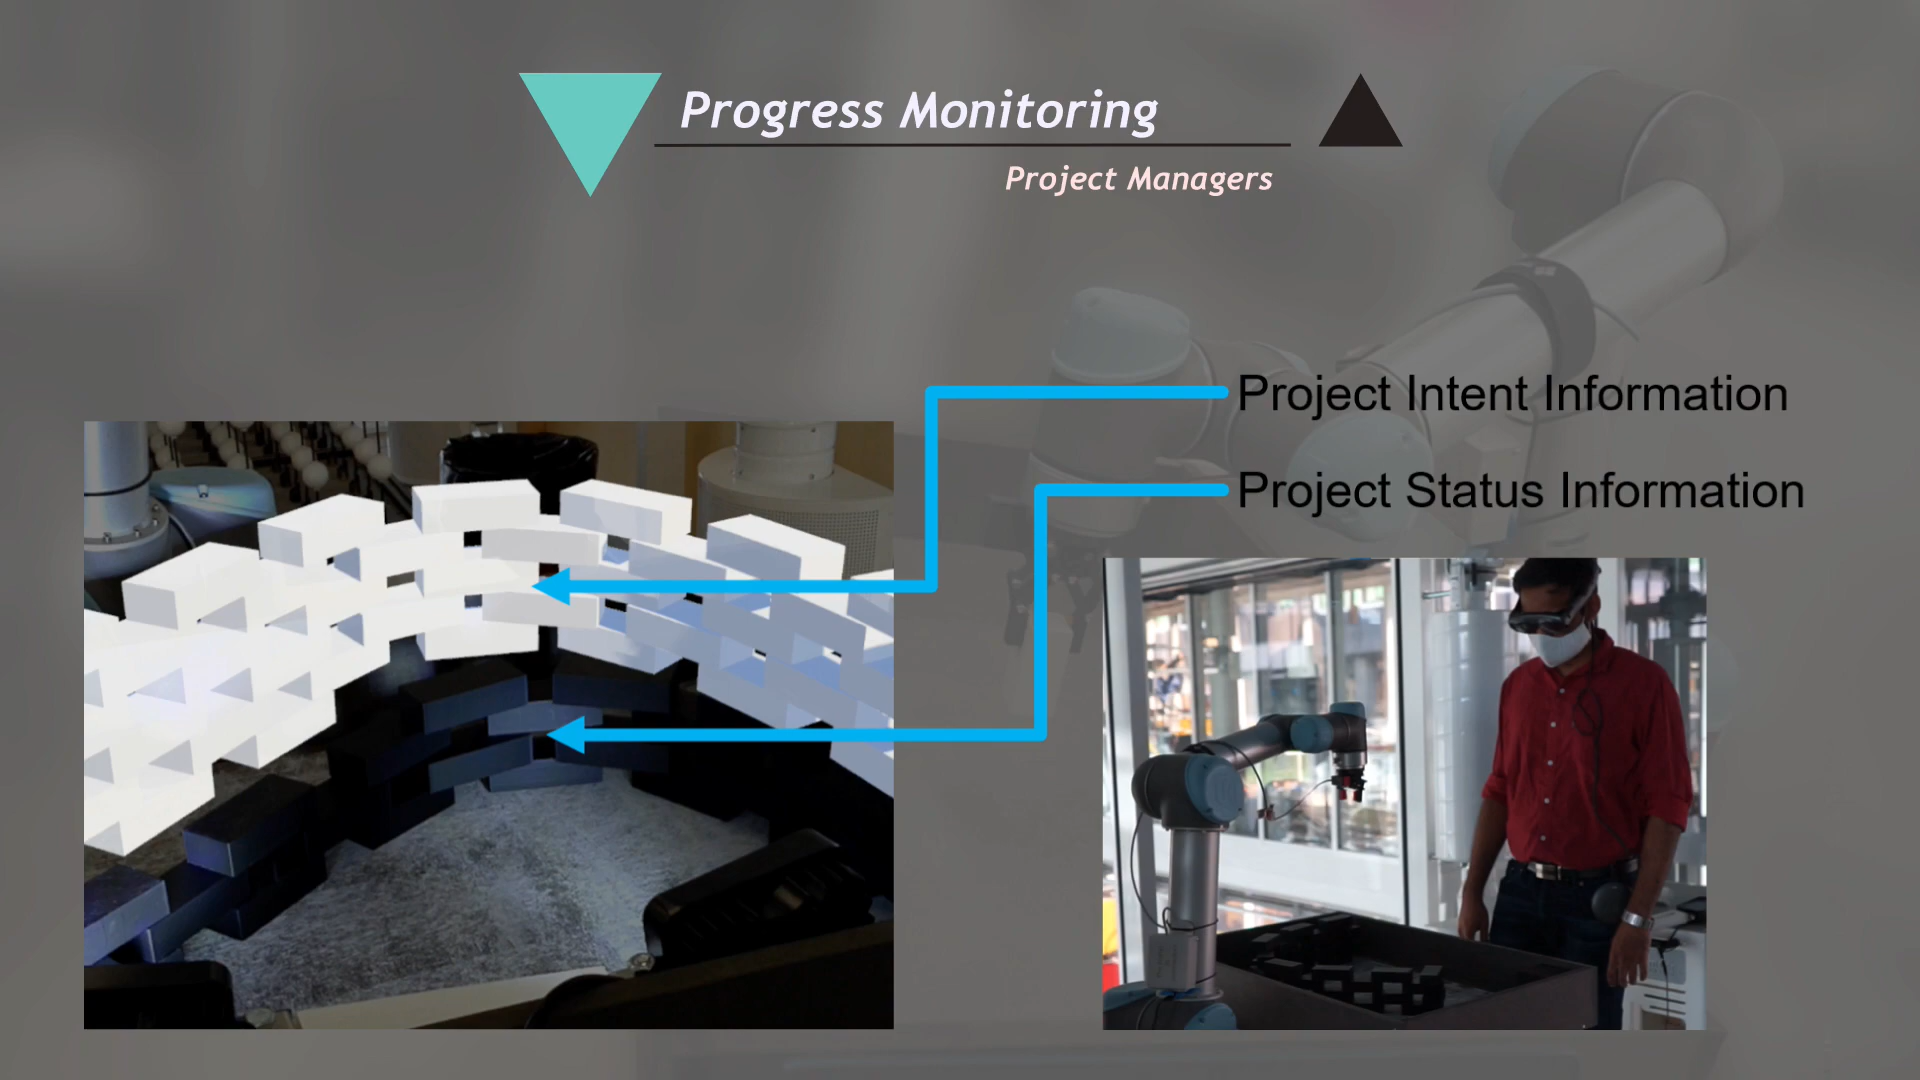 Progress Monitoring
Project Managers
Project Intent Information
Project Status Information